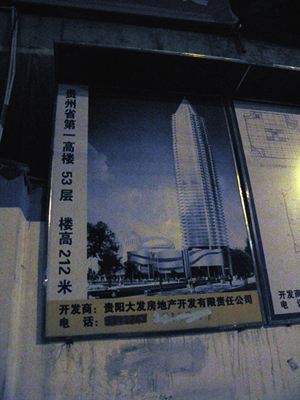 贵州省第一高楼 53层 楼高212米
开发商：贵阳大发房地产开发有限责任公司
电 话：
开发商
电 话